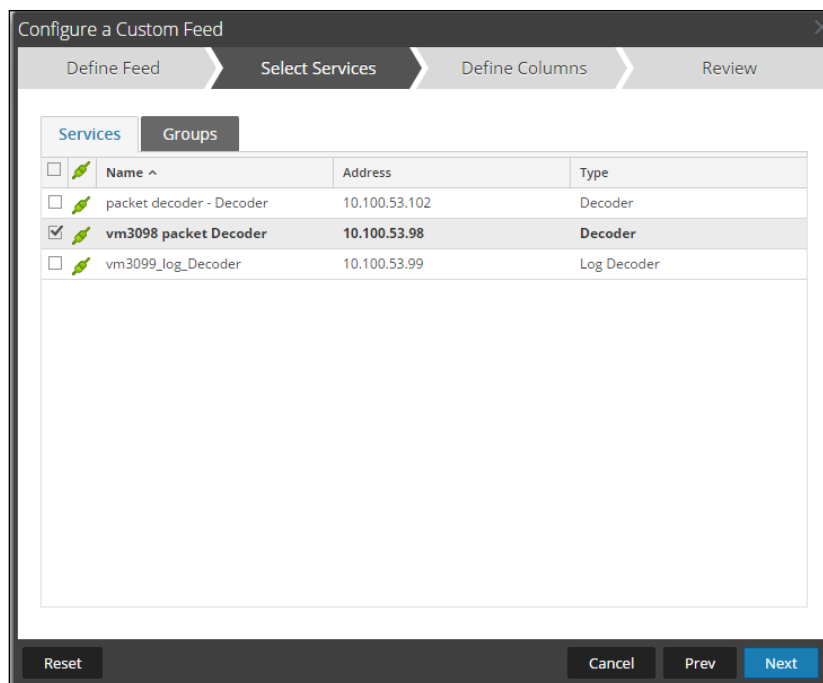 Configure a Custom Feed
Define Feed Select Services Define Columns Review
Services Groups
Name Address Type
packet decoder - Decoder 10.100.53.102 Decoder
vm3098 packet Decoder 10.100.53.98 Decoder
vm3099_log_Decoder 10.100.53.99 Log Decoder
Reset Cancel Prev Next